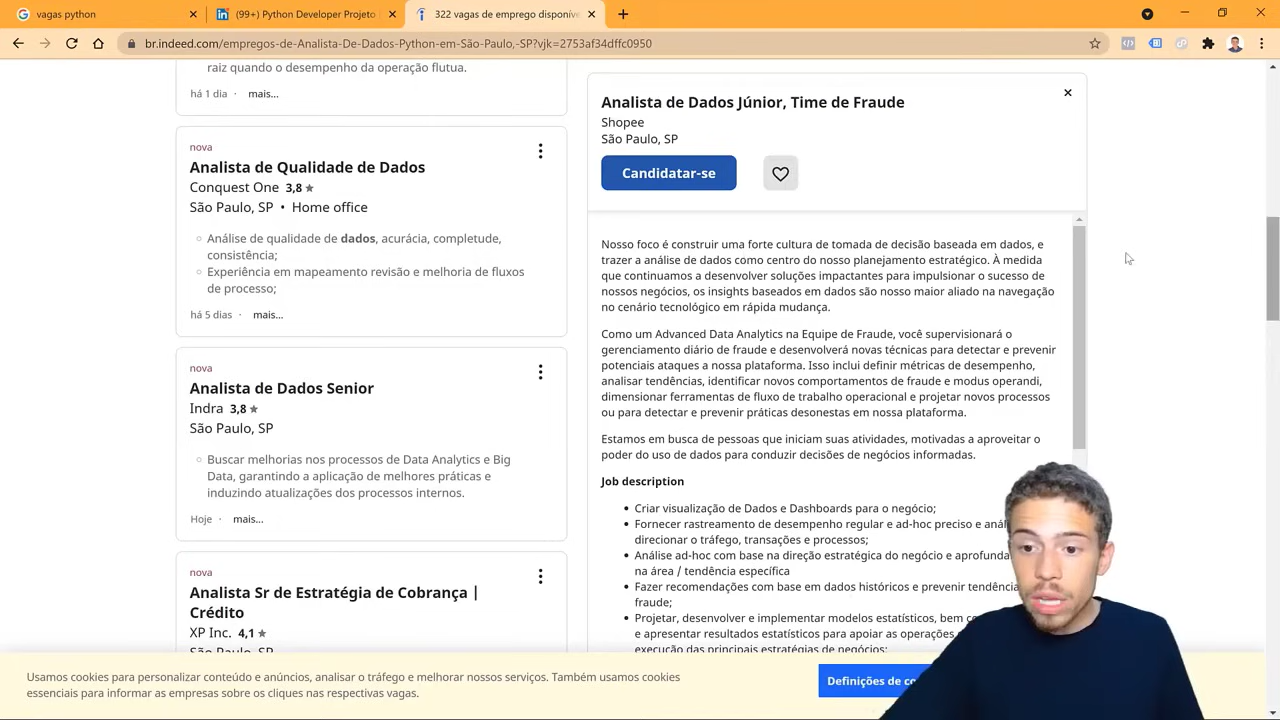 vagas python
(99+) Python Developer Projeto
322 vagas de emprego disponíve
br.indeed.com/empregos-de-Analista-De-Dados-Python-em-São-Paulo,-SP?vjk=2753af34dffc0950
raiz quando o desempenho da operação flutua.
há 1 dia · mais...
nova
Analista de Qualidade de Dados
Conquest One 3,8
São Paulo, SP • Home office
Análise de qualidade de dados, acurácia, completude,
consistência;
Experiência em mapeamento revisão e melhoria de fluxos
de processo;
há 5 dias · mais...
nova
Analista de Dados Senior
Indra 3,8
São Paulo, SP
Buscar melhorias nos processos de Data Analytics e Big
Data, garantindo a aplicação de melhores práticas e
induzindo atualizações dos processos internos.
Hoje · mais...
nova
Analista Sr de Estratégia de Cobrança |
Crédito
XP Inc. 4,1
São Paulo, SP
Analista de Dados Júnior, Time de Fraude
Shopee
São Paulo, SP
Candidatar-se
Nosso foco é construir uma forte cultura de tomada de decisão baseada em dados, e
trazer a análise de dados como centro do nosso planejamento estratégico. À medida
que continuamos a desenvolver soluções impactantes para impulsionar o sucesso de
nossos negócios, os insights baseados em dados são nosso maior aliado na navegação
no cenário tecnológico em rápida mudança.
Como um Advanced Data Analytics na Equipe de Fraude, você supervisionará o
gerenciamento diário de fraude e desenvolverá novas técnicas para detectar e prevenir
potenciais ataques a nossa plataforma. Isso inclui definir métricas de desempenho,
analisar tendências, identificar novos comportamentos de fraude e modus operandi,
dimensionar ferramentas de fluxo de trabalho operacional e projetar novos processos
ou para detectar e prevenir práticas desonestas em nossa plataforma.
Estamos em busca de pessoas que iniciam suas atividades, motivadas a aproveitar o
poder do uso de dados para conduzir decisões de negócios informadas.
Job description
Criar visualização de Dados e Dashboards para o negócio;
Fornecer rastreamento de desempenho regular e ad-hoc preciso e anál
direcionar o tráfego, transações e processos;
Análise ad-hoc com base na direção estratégica do negócio e aprofunda
na área / tendência específica
Fazer recomendações com base em dados históricos e prevenir tendência
fraude;
Projetar, desenvolver e implementar modelos estatísticos, bem co
e apresentar resultados estatísticos para apoiar as operações
execução das principais estratégias de negócios;
Usamos cookies para personalizar conteúdo e anúncios, analisar o tráfego e melhorar nossos serviços. Também usamos cookies
essenciais para informar as empresas sobre os cliques nas respectivas vagas.
Definições de co